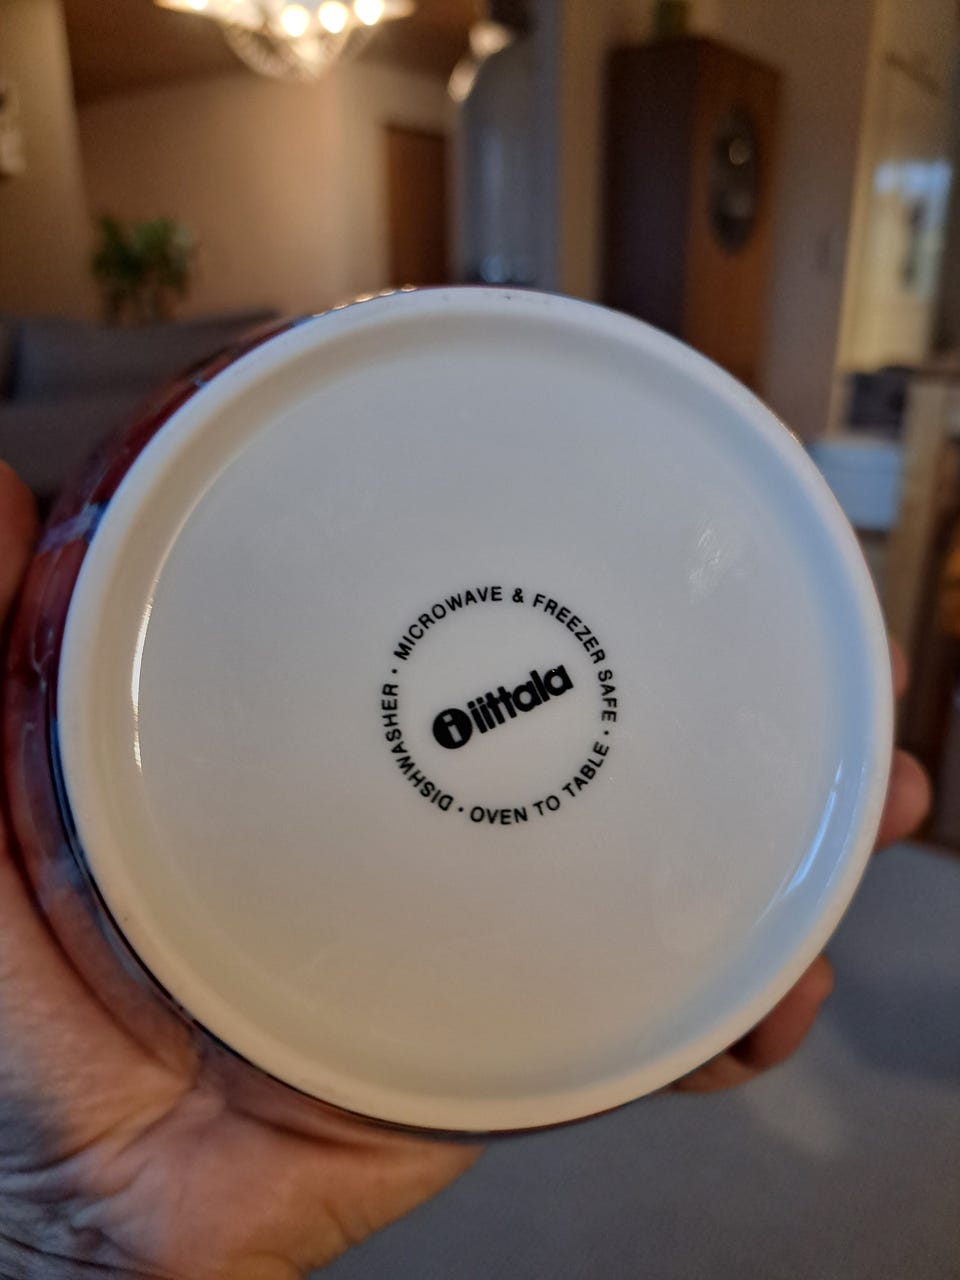 MICROWAVE & FREEZER SAFE • OVEN TO TABLE • DISHWASHER •
i iittala